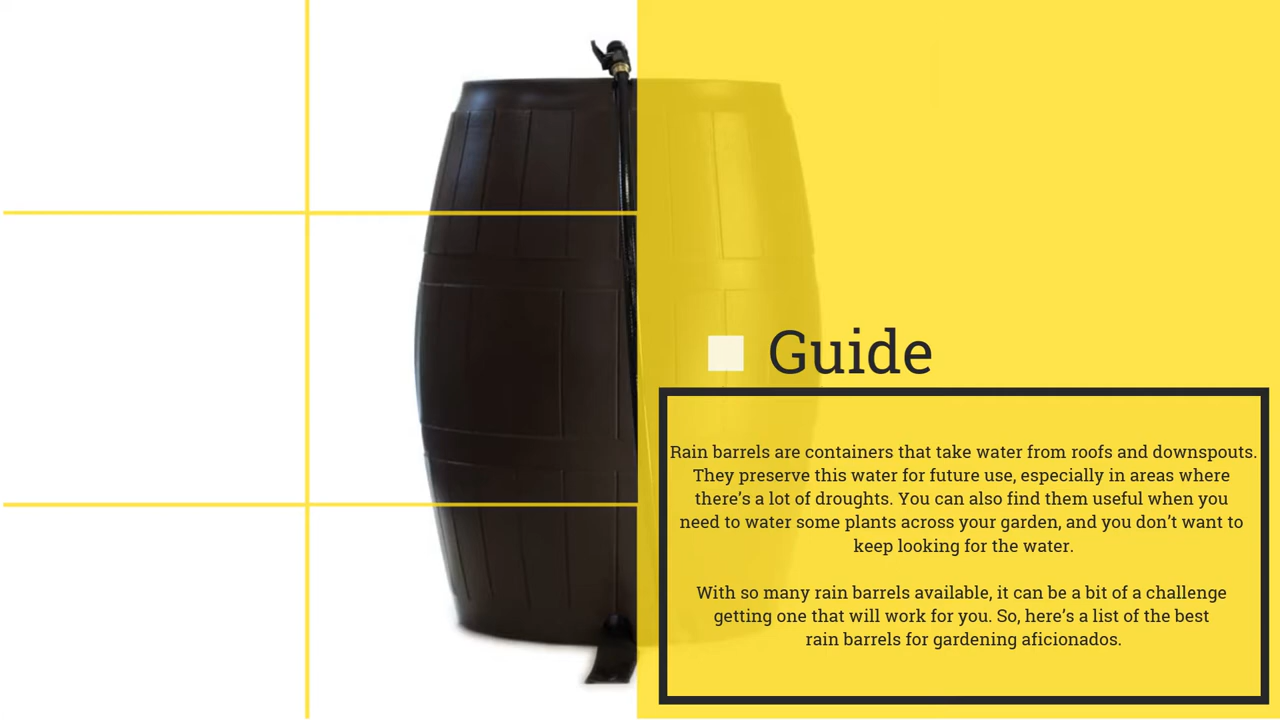 Guide
Rain barrels are containers that take water from roofs and downspouts.
They preserve this water for future use, especially in areas where
there’s a lot of droughts. You can also find them useful when you
need to water some plants across your garden, and you don’t want to
keep looking for the water.
With so many rain barrels available, it can be a bit of a challenge
getting one that will work for you. So, here’s a list of the best
rain barrels for gardening aficionados.